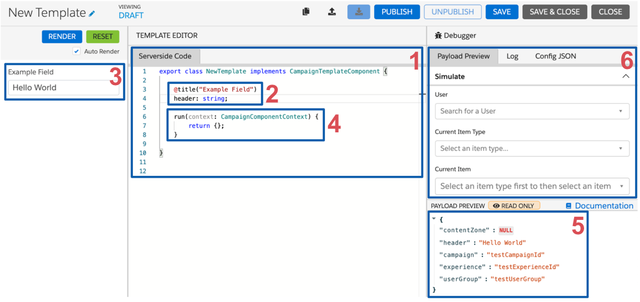 New Template
VIEWING
DRAFT
PUBLISH
UNPUBLISH
SAVE
SAVE & CLOSE
CLOSE
RENDER
RESET
Auto Render
Example Field
Hello World
3
TEMPLATE EDITOR
Serverside Code
1
1 export class NewTemplate implements CampaignTemplateComponent {
2
3 @title("Example Field")
4 header: string;
2
5
6 run(context: CampaignComponentContext) {
7 return {};
8 }
4
9
10 }
11
12
Debugger
Payload Preview
Log
Config JSON
6
Simulate
User
Search for a User
Current Item Type
Select an item type...
Current Item
Select an item type first to then select an item
PAYLOAD PREVIEW
READ ONLY
Documentation
5
{
"contentZone" : NULL
"header" : "Hello World"
"campaign" : "testCampaignId"
"experience" : "testExperienceId"
"userGroup" : "testUserGroup"
}